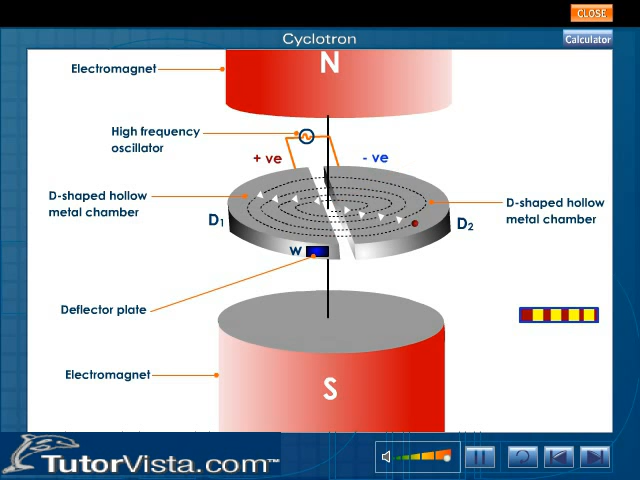 CLOSE
Cyclotron
Calculator
Electromagnet
N
High frequency
oscillator
+ ve
- ve
D-shaped hollow
metal chamber
D-shaped hollow
metal chamber
D1
D2
W
Deflector plate
Electromagnet
S
TutorVista.com™